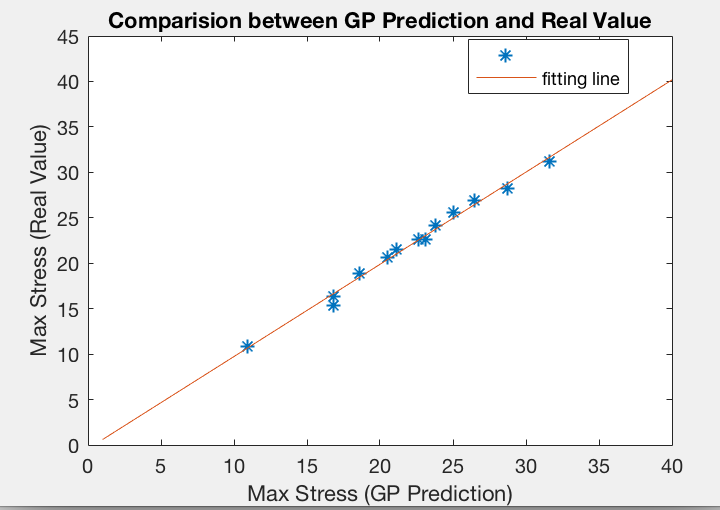 Comparision between GP Prediction and Real Value
fitting line
45
40
35
30
25
20
15
10
5
0
Max Stress (Real Value)
0 5 10 15 20 25 30 35 40
Max Stress (GP Prediction)